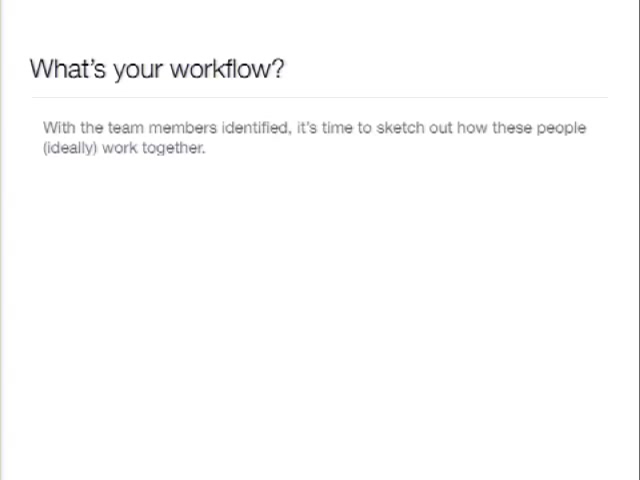 What's your workflow?
With the team members identified, it's time to sketch out how these people
(ideally) work together.